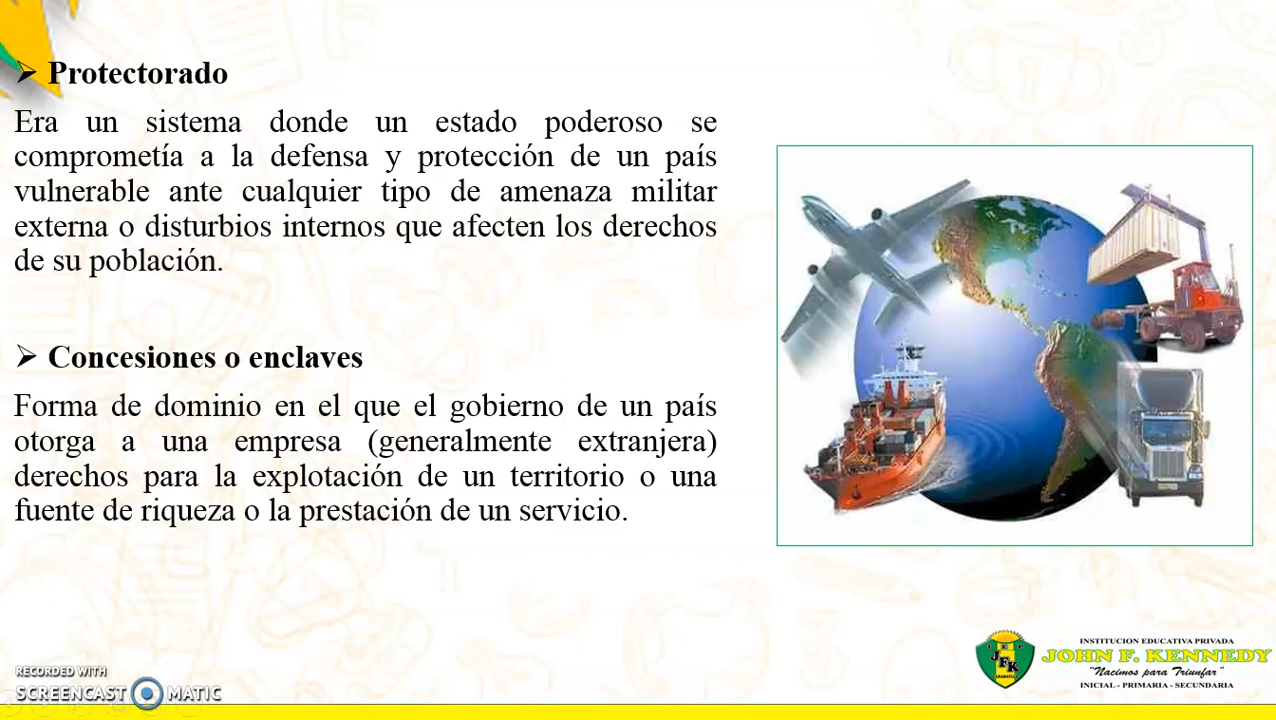 Protectorado
Era un sistema donde un estado poderoso se
comprometía a la defensa y protección de un país
vulnerable ante cualquier tipo de amenaza militar
externa o disturbios internos que afecten los derechos
de su población.
Concesiones o enclaves
Forma de dominio en el que el gobierno de un país
otorga a una empresa (generalmente extranjera)
derechos para la explotación de un territorio o una
fuente de riqueza o la prestación de un servicio.
INSTITUCION EDUCATIVA PRIVADA
JOHN F. KENNEDY
"Nacimos para Triunfar"
INICIAL - PRIMARIA - SECUNDARIA
I E P
JFK
RECORDED WITH
SCREENCAST MATIC